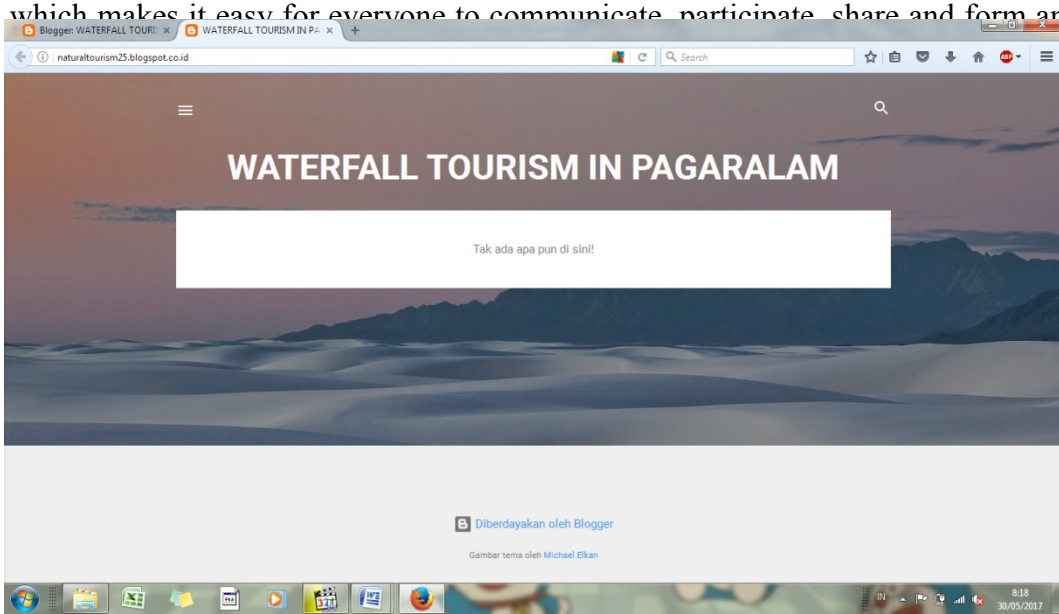 which makes it easy for everyone to communicate, participate, share and form an
Blogger: WATERFALL TOURI
WATERFALL TOURISM IN PA
naturaltourism25.blogspot.co.id
Search
ABP
WATERFALL TOURISM IN PAGARALAM
Tak ada apa pun di sini!
Diberdayakan oleh Blogger
Gambar tema oleh Michael Elkan
IN
8:18
30/05/2017